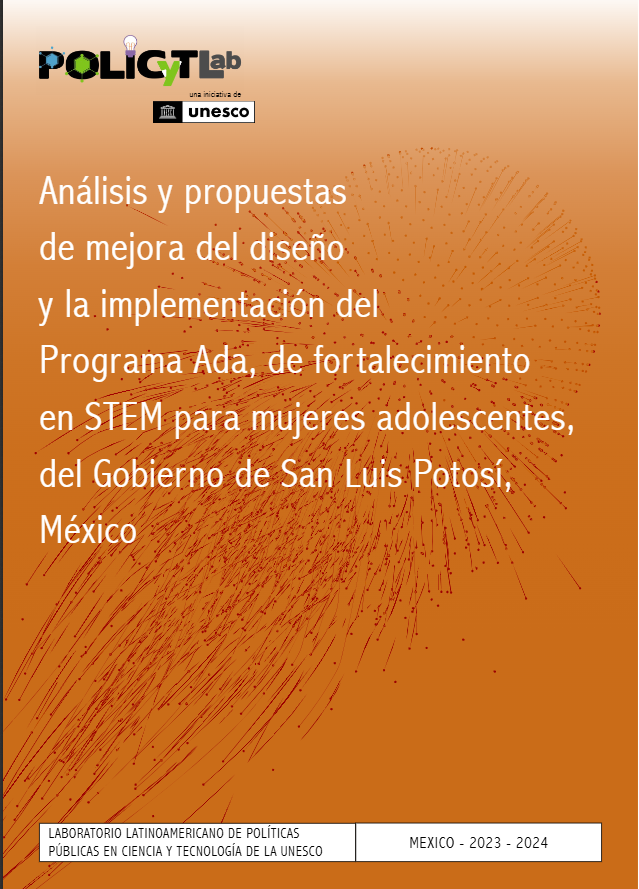 POLICyTLab
una iniciativa de
unesco
Análisis y propuestas
de mejora del diseño
y la implementación del
Programa Ada, de fortalecimiento
en STEM para mujeres adolescentes,
del Gobierno de San Luis Potosí,
México
LABORATORIO LATINOAMERICANO DE POLÍTICAS
PÚBLICAS EN CIENCIA Y TECNOLOGÍA DE LA UNESCO
MEXICO - 2023 - 2024